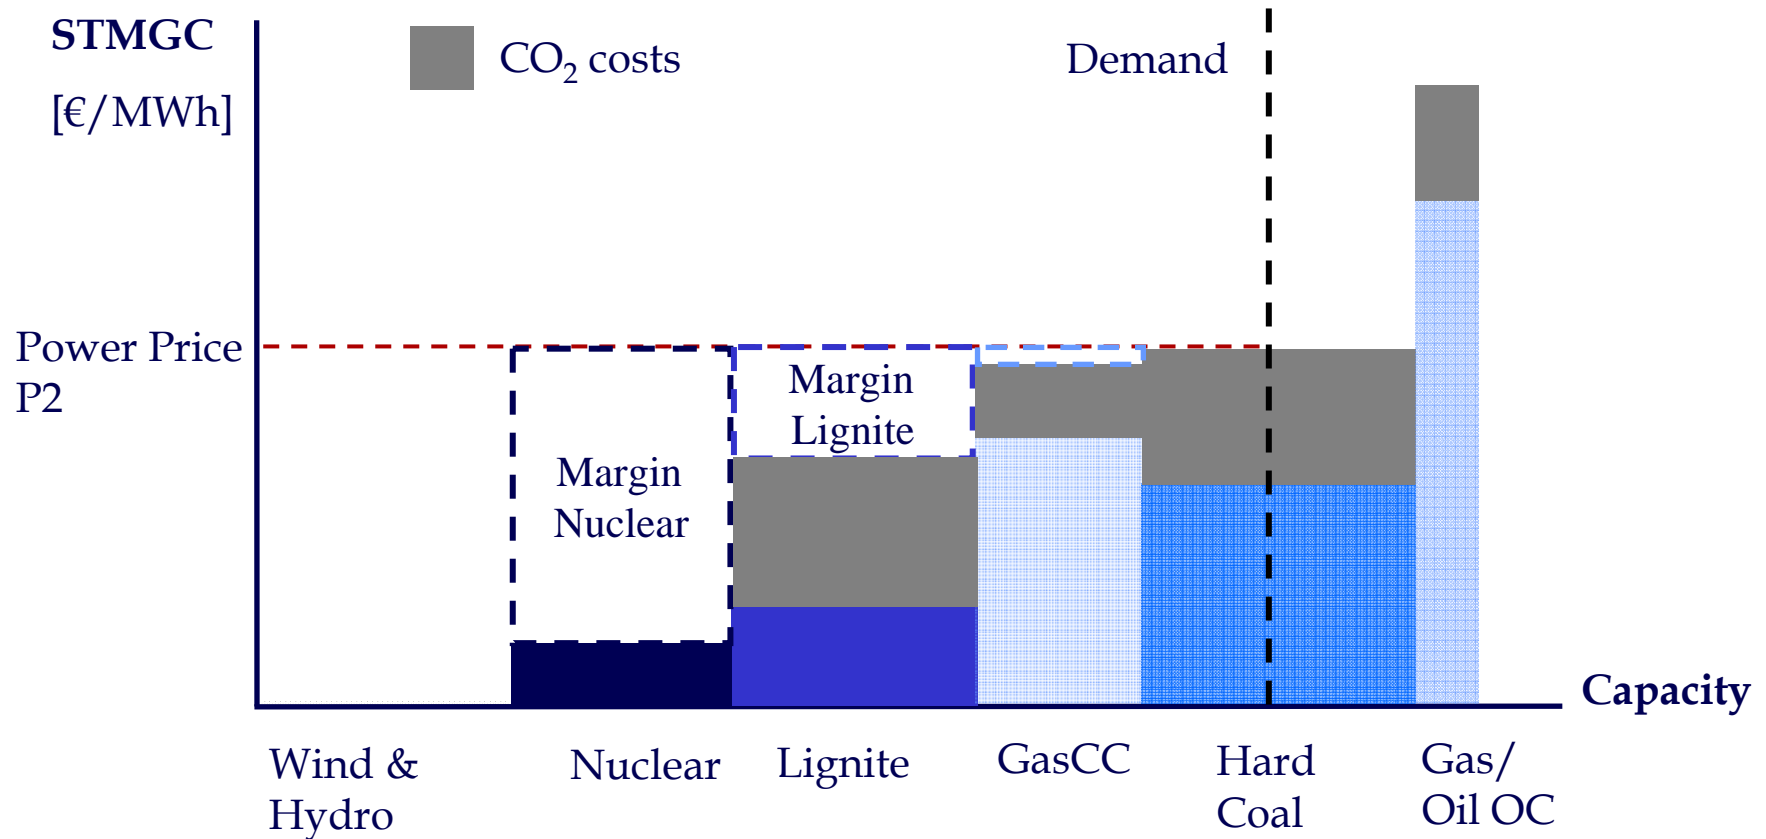 STMGC
[€/MWh]
CO₂ costs
Demand
Power Price
P2
Margin
Nuclear
Margin
Lignite
Capacity
Wind &
Hydro
Nuclear
Lignite
GasCC
Hard
Coal
Gas/
Oil OC